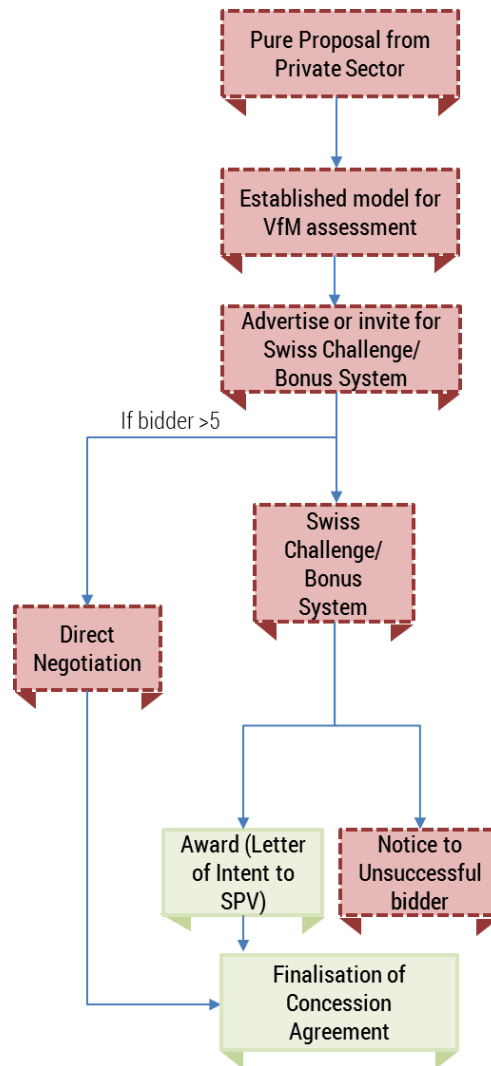 Pure Proposal from
Private Sector
Established model for
VfM assessment
Advertise or invite for
Swiss Challenge/
Bonus System
If bidder >5
Swiss
Challenge/
Bonus
System
Direct
Negotiation
Award (Letter
of Intent to
SPV)
Notice to
Unsuccessful
bidder
Finalisation of
Concession
Agreement